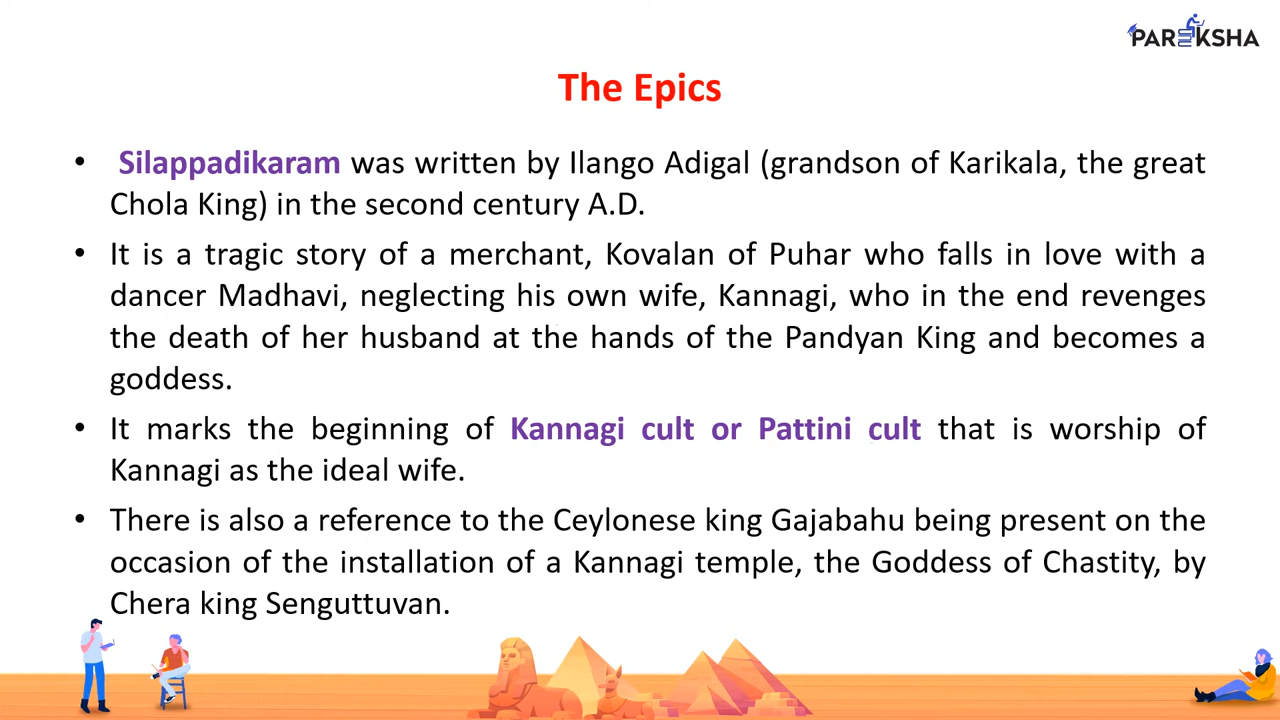 PAREKSHA
The Epics
• Silappadikaram was written by Ilango Adigal (grandson of Karikala, the great
Chola King) in the second century A.D.
• It is a tragic story of a merchant, Kovalan of Puhar who falls in love with a
dancer Madhavi, neglecting his own wife, Kannagi, who in the end revenges
the death of her husband at the hands of the Pandyan King and becomes a
goddess.
• It marks the beginning of Kannagi cult or Pattini cult that is worship of
Kannagi as the ideal wife.
• There is also a reference to the Ceylonese king Gajabahu being present on the
occasion of the installation of a Kannagi temple, the Goddess of Chastity, by
Chera king Senguttuvan.